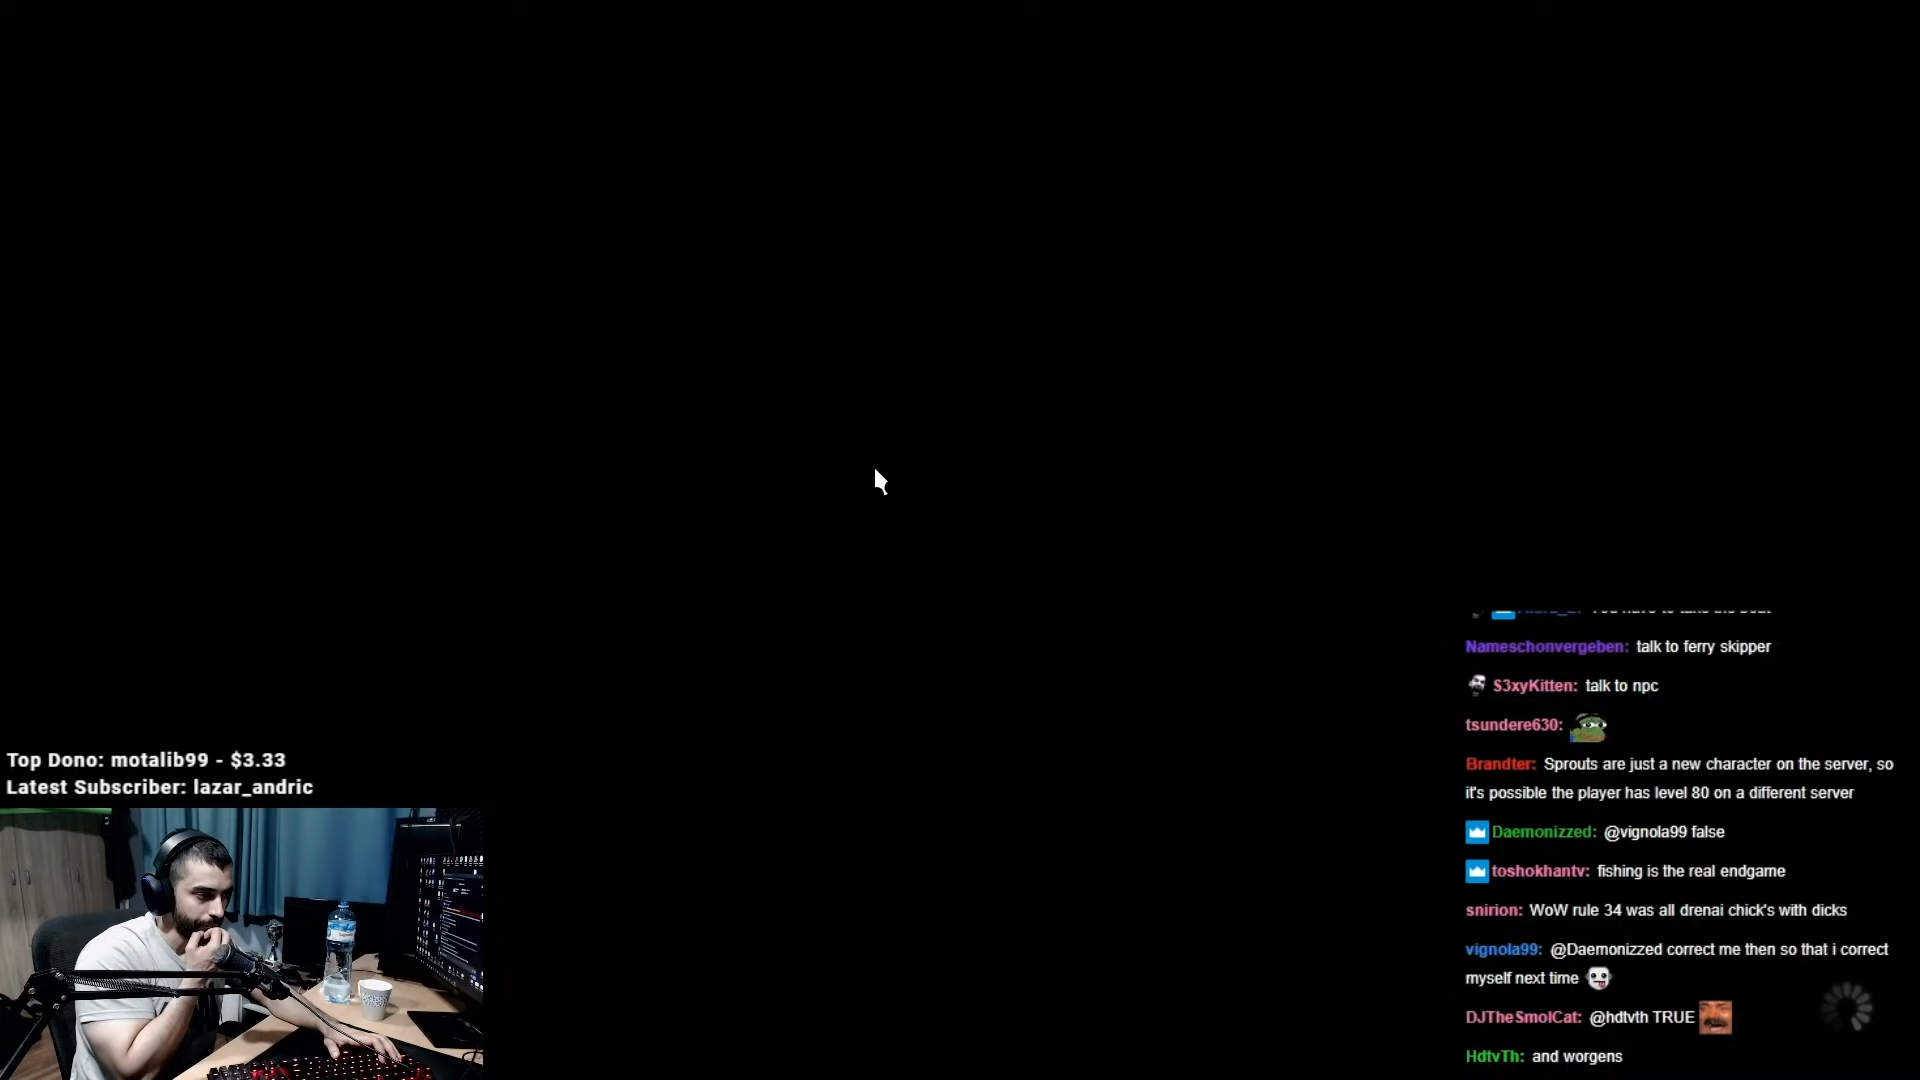 Nameschonvergeben: talk to ferry skipper
S3xyKitten: talk to npc
tsundere630:
Brandter: Sprouts are just a new character on the server, so
it's possible the player has level 80 on a different server
Daemonizzed: @vignola99 false
toshokhantv: fishing is the real endgame
snirion: WoW rule 34 was all drenai chick's with dicks
vignola99: @Daemonizzed correct me then so that i correct
myself next time
DJTheSmolCat: @hdtvth TRUE
HdtvTh: and worgens
Top Dono: motalib99 - $3.33
Latest Subscriber: lazar_andric